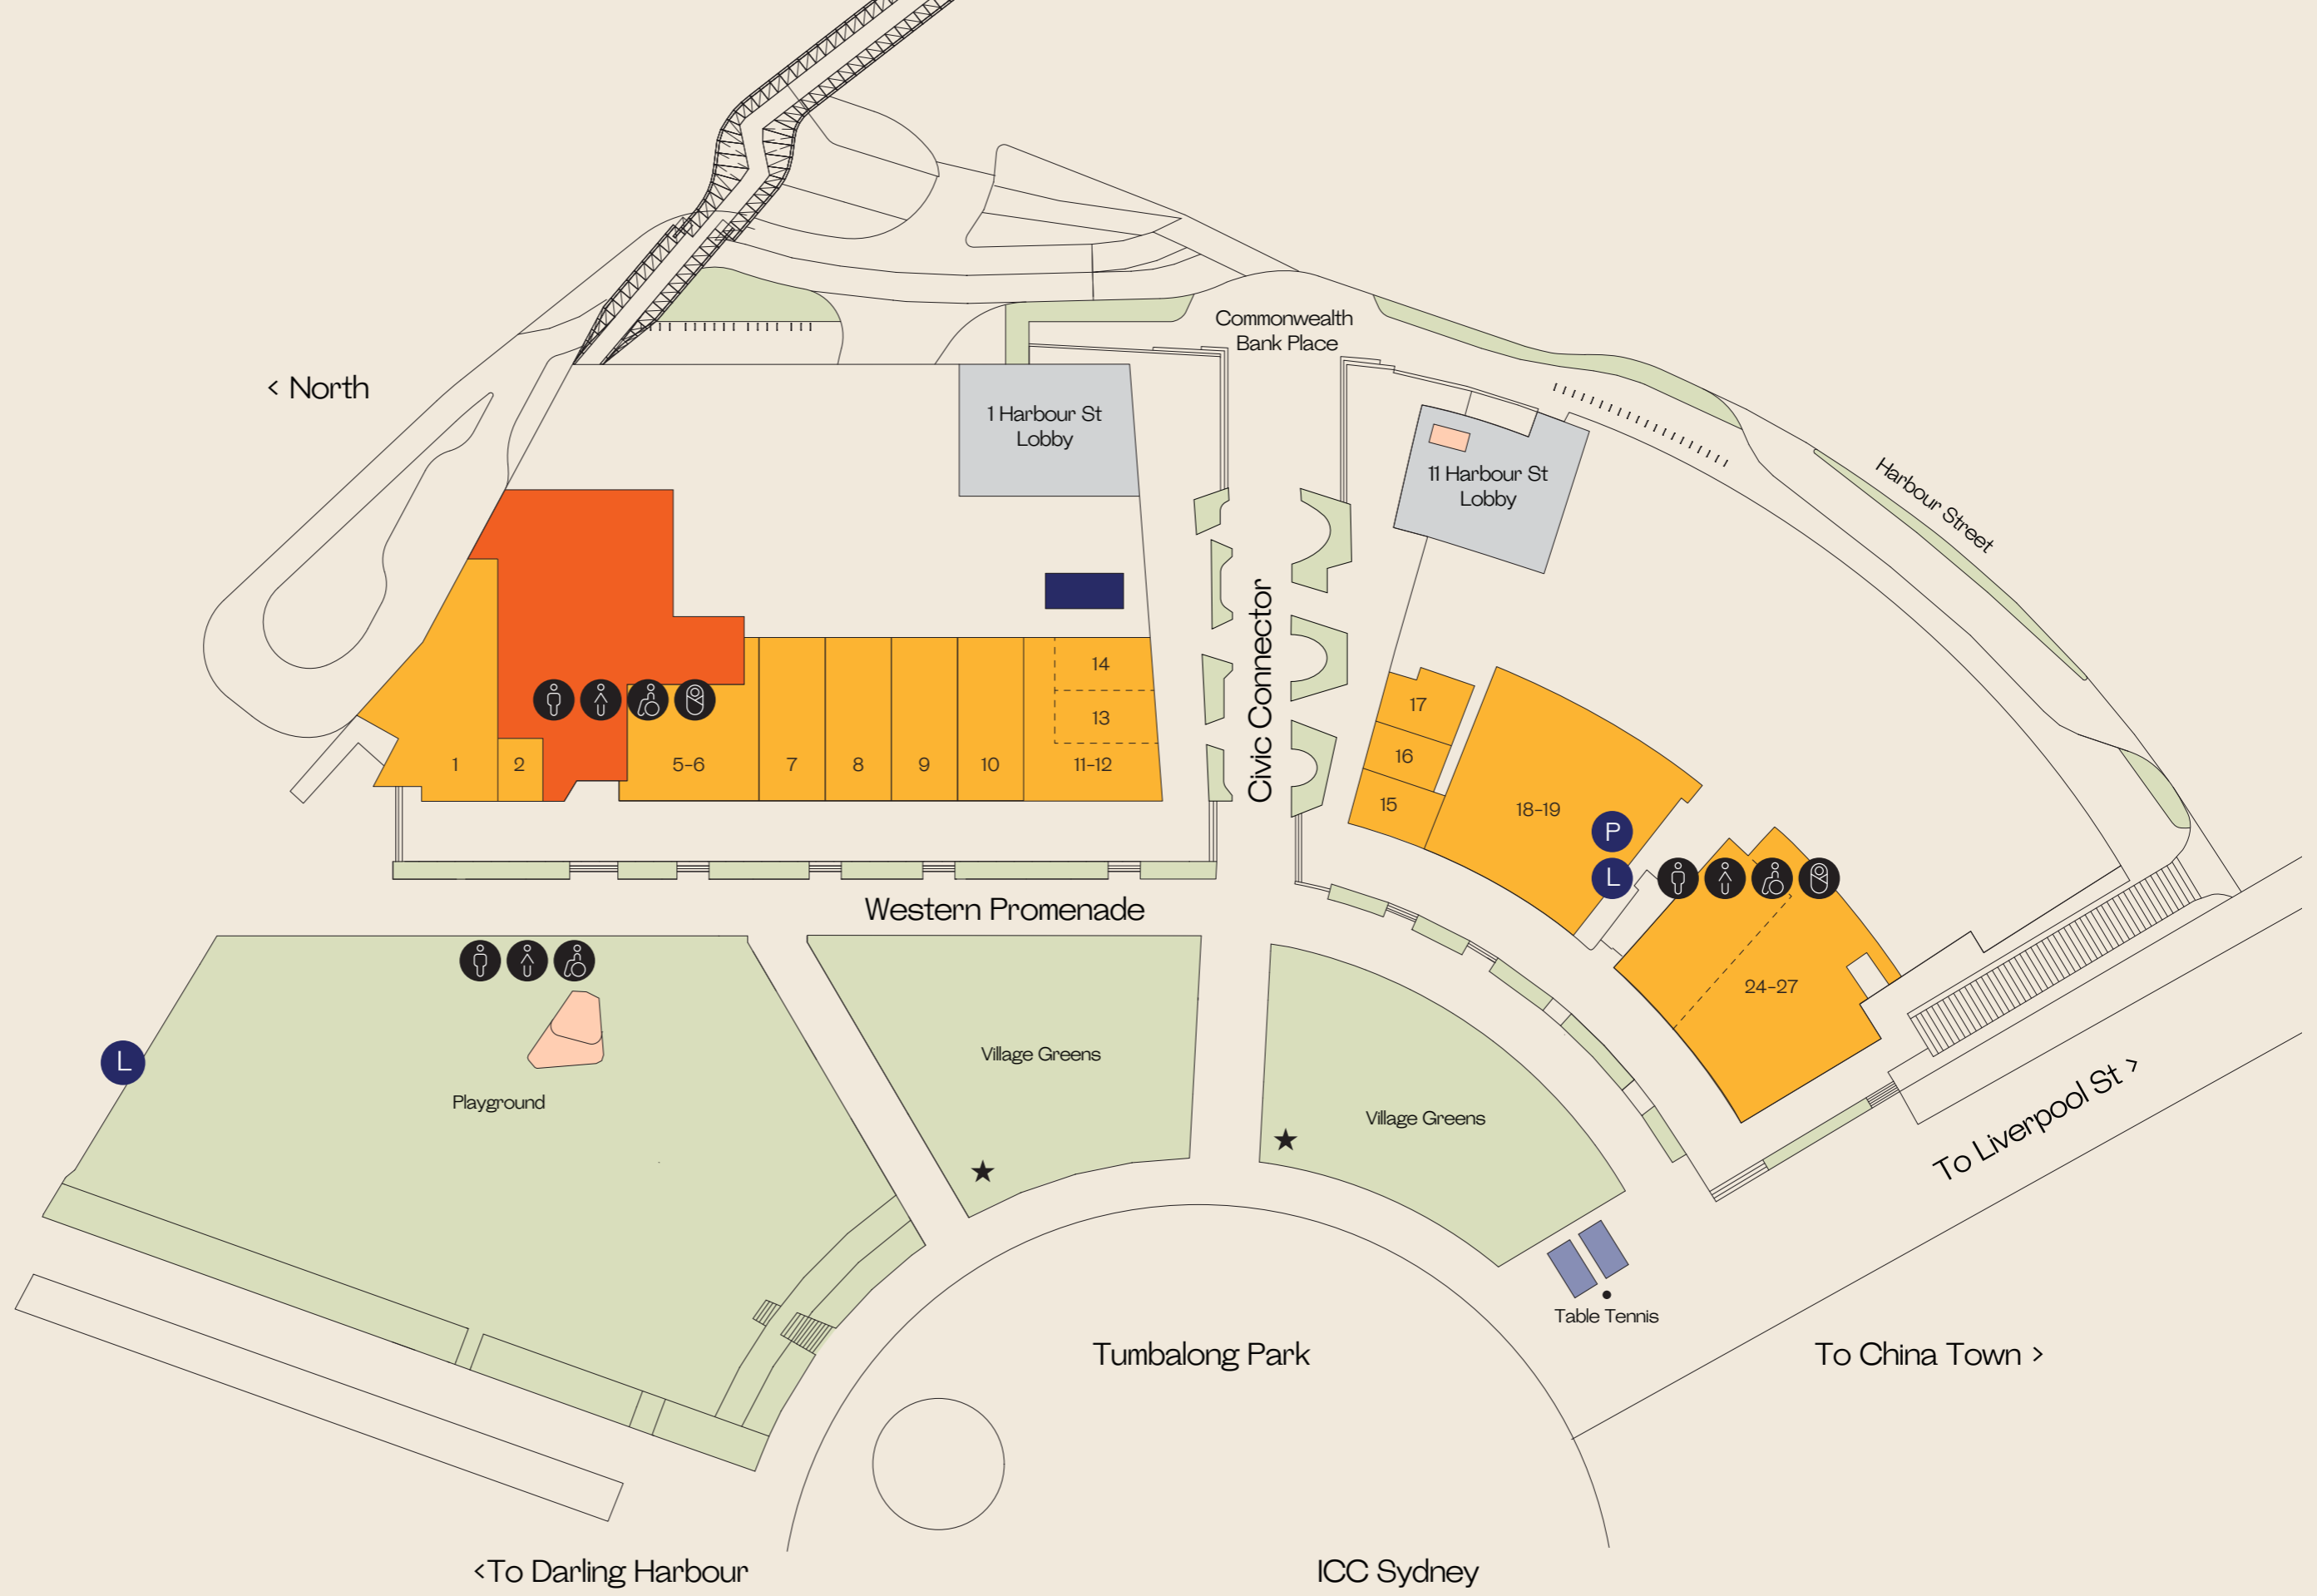 Commonwealth
Bank Place
< North
1 Harbour St
Lobby
11 Harbour St
Lobby
Harbour Street
Civic Connector
14
13
17
16
15
1
2
5-6
7
8
9
10
11-12
18-19
P
L
Western Promenade
24-27
L
Village Greens
Playground
Village Greens
To Liverpool St >
Table Tennis
Tumbalong Park
To China Town >
<To Darling Harbour
ICC Sydney